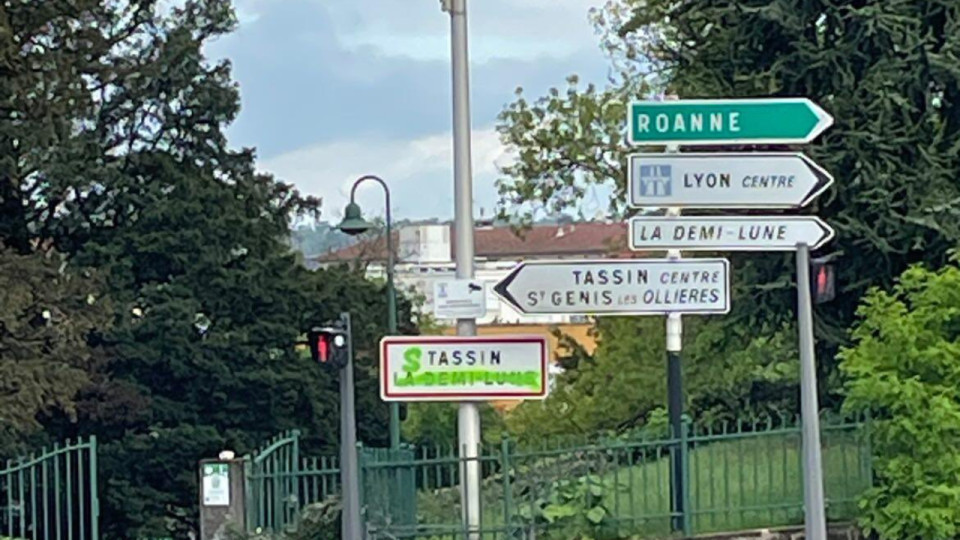 ROANNE
LYON CENTRE
LA DEMI-LUNE
TASSIN CENTRE
ST GENIS LES OLLIERES
S TASSIN
LA DEMI-LUNE